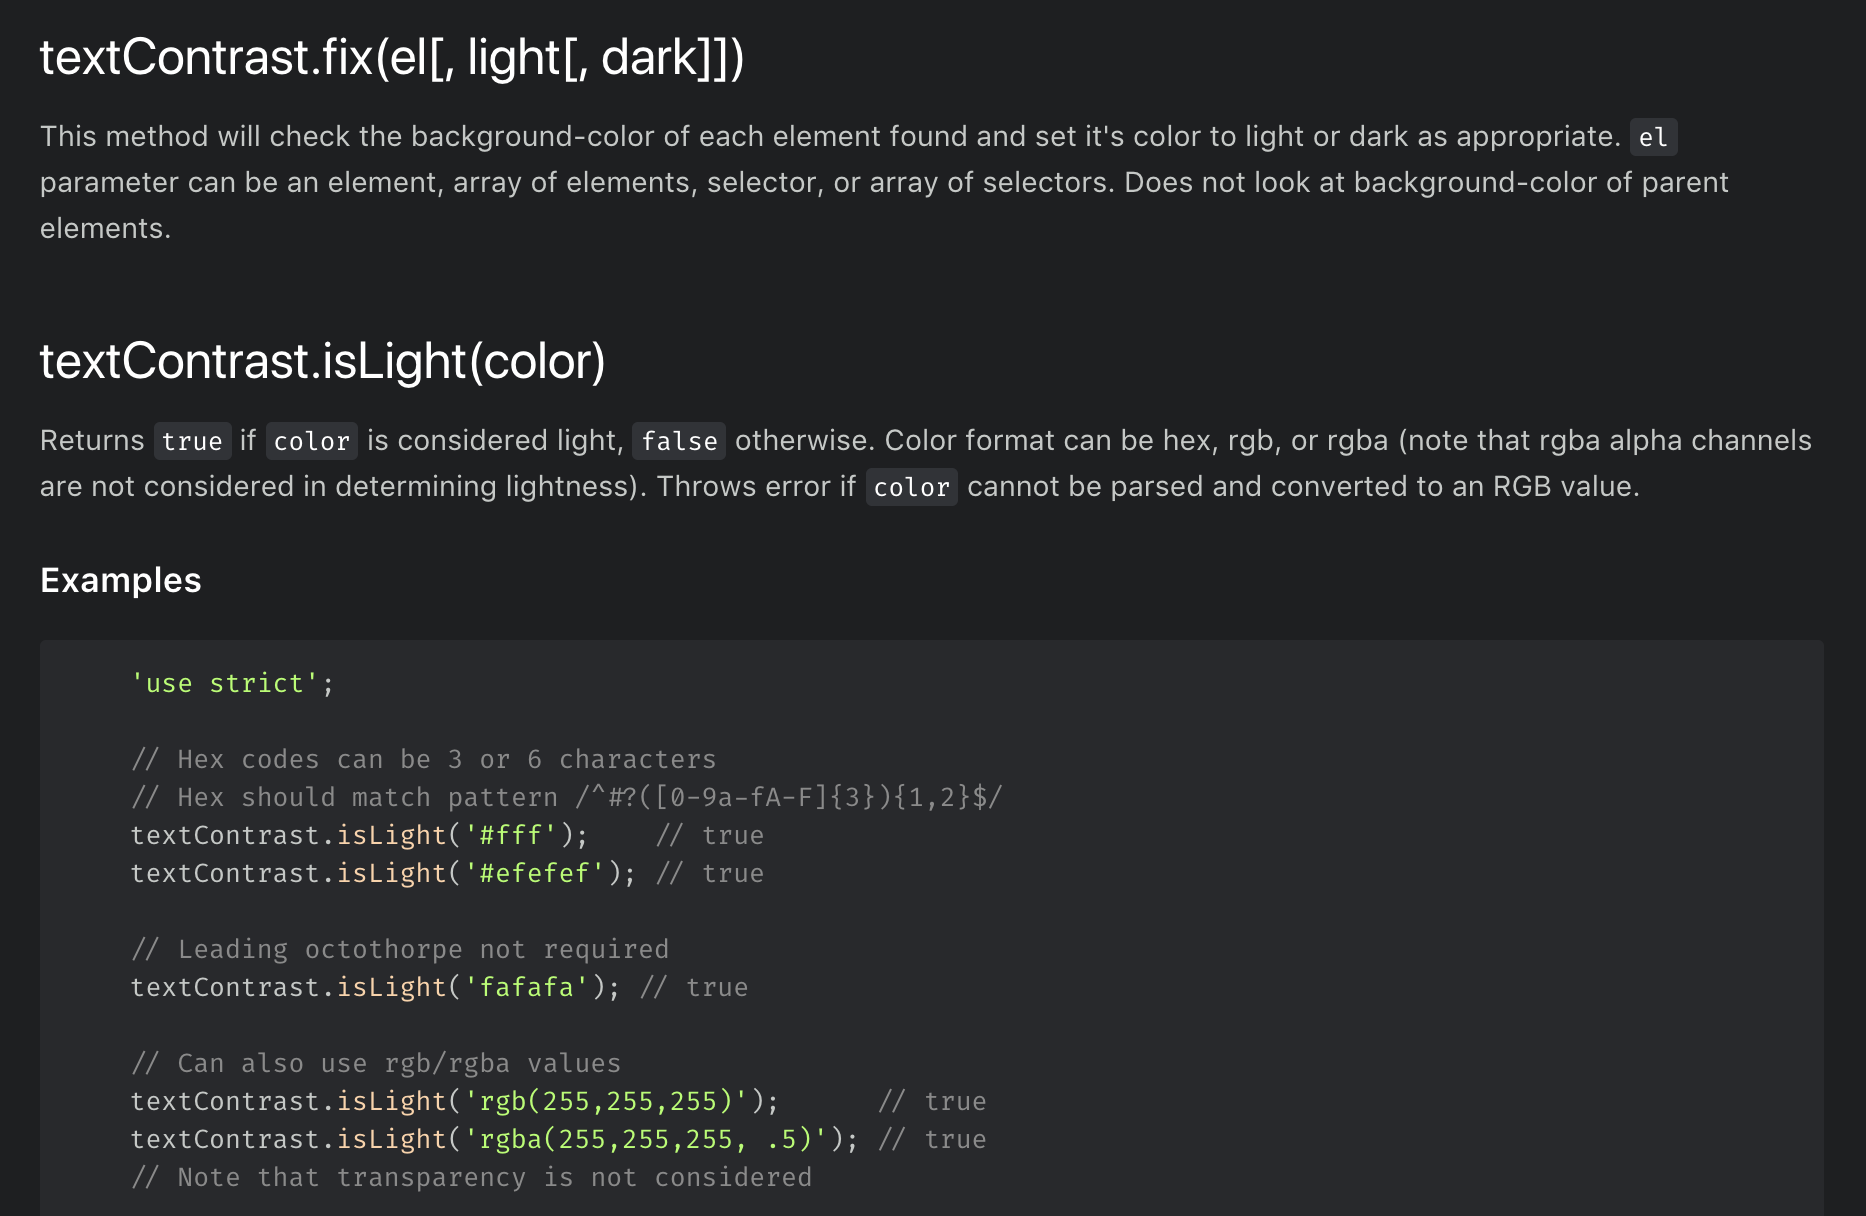 textContrast.fix(el[, light[, dark]])
This method will check the background-color of each element found and set it's color to light or dark as appropriate. el
parameter can be an element, array of elements, selector, or array of selectors. Does not look at background-color of parent
elements.
textContrast.isLight(color)
Returns true if color is considered light, false otherwise. Color format can be hex, rgb, or rgba (note that rgba alpha channels
are not considered in determining lightness). Throws error if color cannot be parsed and converted to an RGB value.
Examples
'use strict';
// Hex codes can be 3 or 6 characters
// Hex should match pattern /^#?([0-9a-fA-F]{3}){1,2}$/
textContrast.isLight('#fff');    // true
textContrast.isLight('#efefef'); // true
// Leading octothorpe not required
textContrast.isLight('fafafa'); // true
// Can also use rgb/rgba values
textContrast.isLight('rgb(255,255,255)');      // true
textContrast.isLight('rgba(255,255,255, .5)'); // true
// Note that transparency is not considered